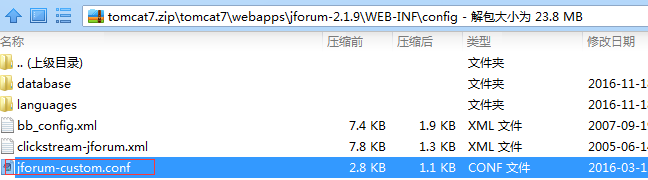 tomcat7.zip\tomcat7\webapps\jforum-2.1.9\WEB-INF\config - 解包大小为 23.8 MB
名称 压缩前 压缩后 类型 修改日期
.. (上级目录) 文件夹
database 文件夹 2016-11-1
languages 文件夹 2016-11-1
bb_config.xml 7.4 KB 1.9 KB XML 文件 2007-09-1
clickstream-jforum.xml 7.8 KB 1.3 KB XML 文件 2005-06-1
jforum-custom.conf 2.8 KB 1.1 KB CONF 文件 2016-03-1